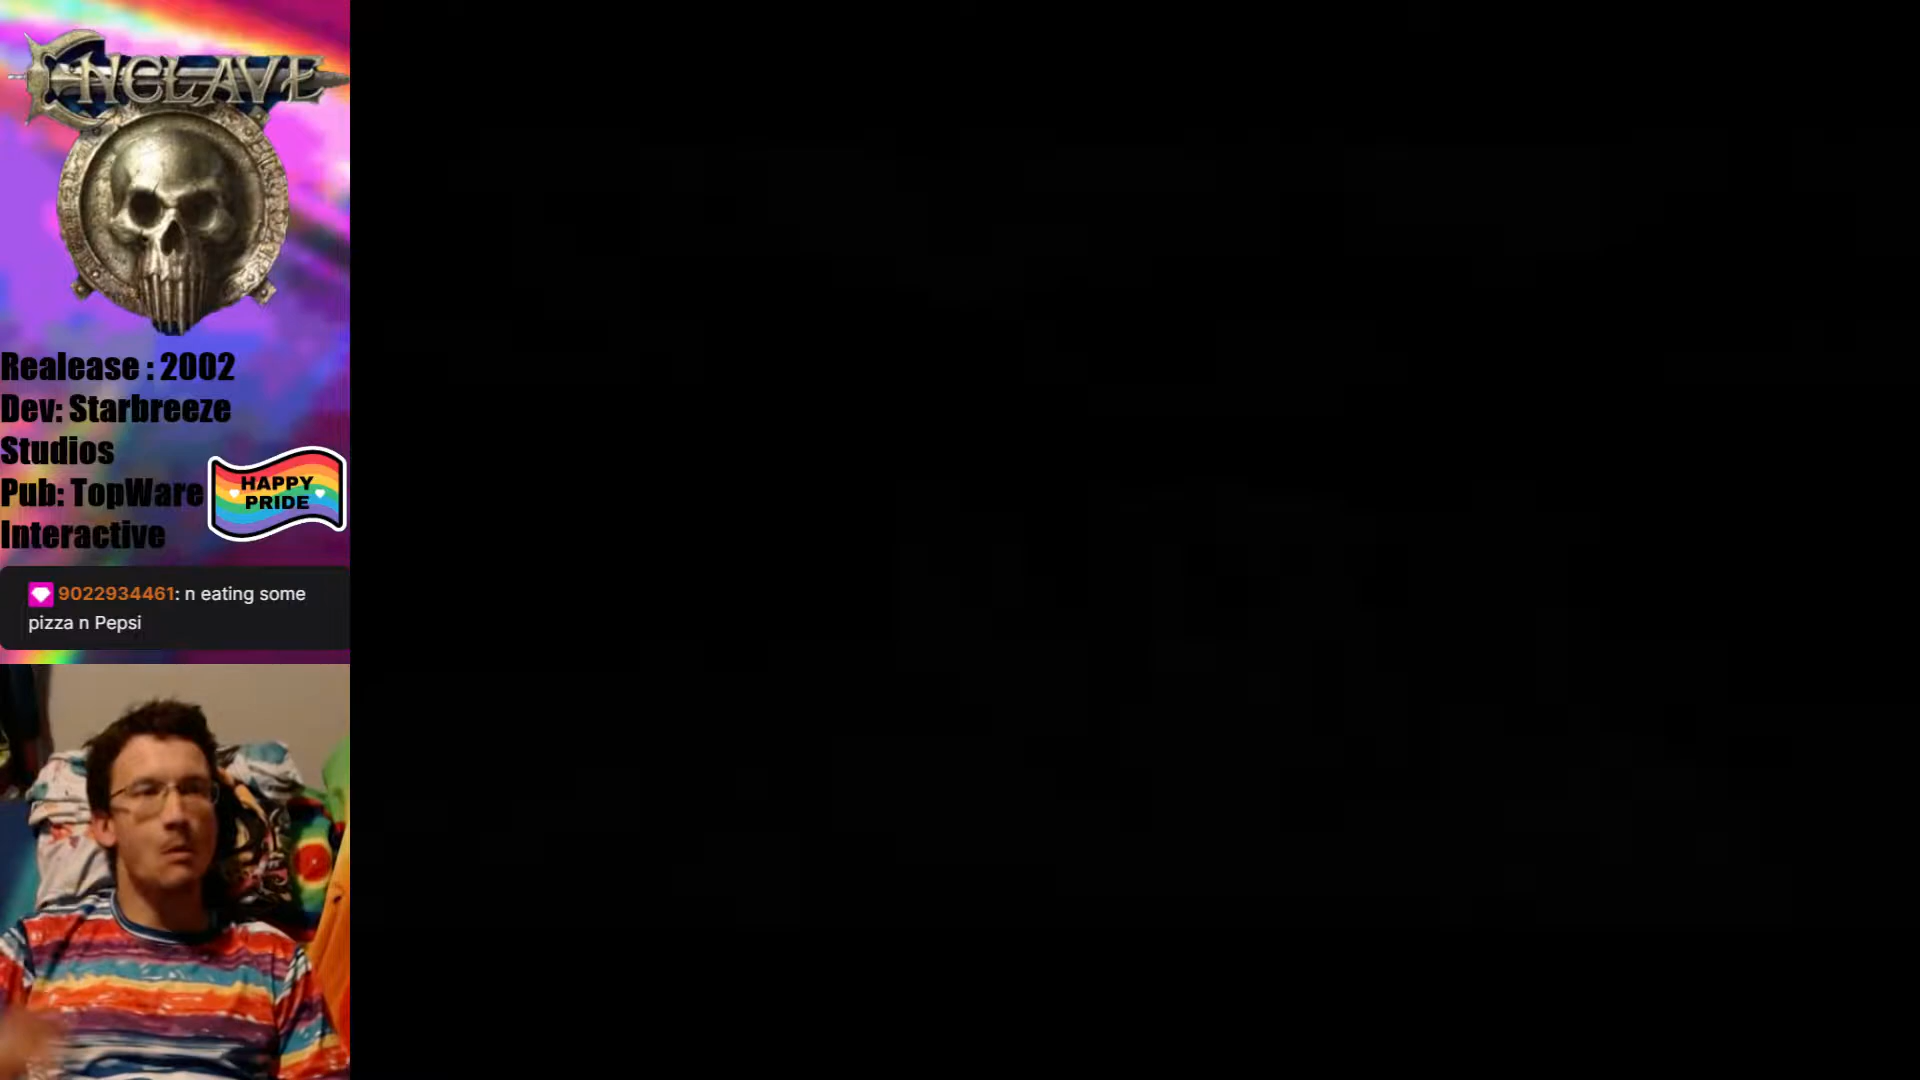 ENCLAVE
Realease : 2002
Dev: Starbreeze
Studios
Pub: TopWare
Interactive
HAPPY
PRIDE
9022934461: n eating some
pizza n Pepsi